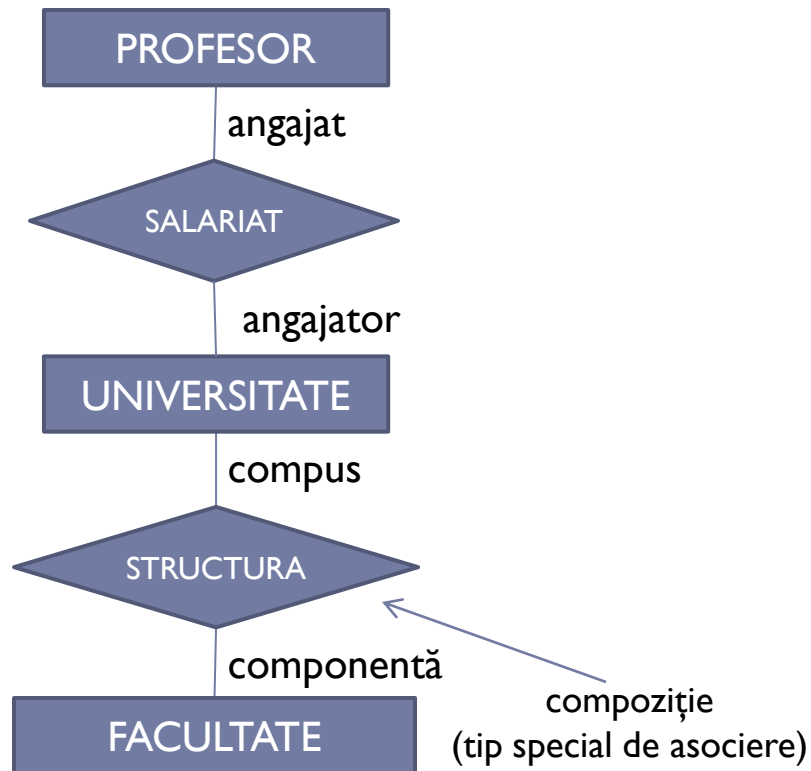 PROFESOR
angajat
SALARIAT
angajator
UNIVERSITATE
compus
STRUCTURA
componentă
FACULTATE
compoziție
(tip special de asociere)